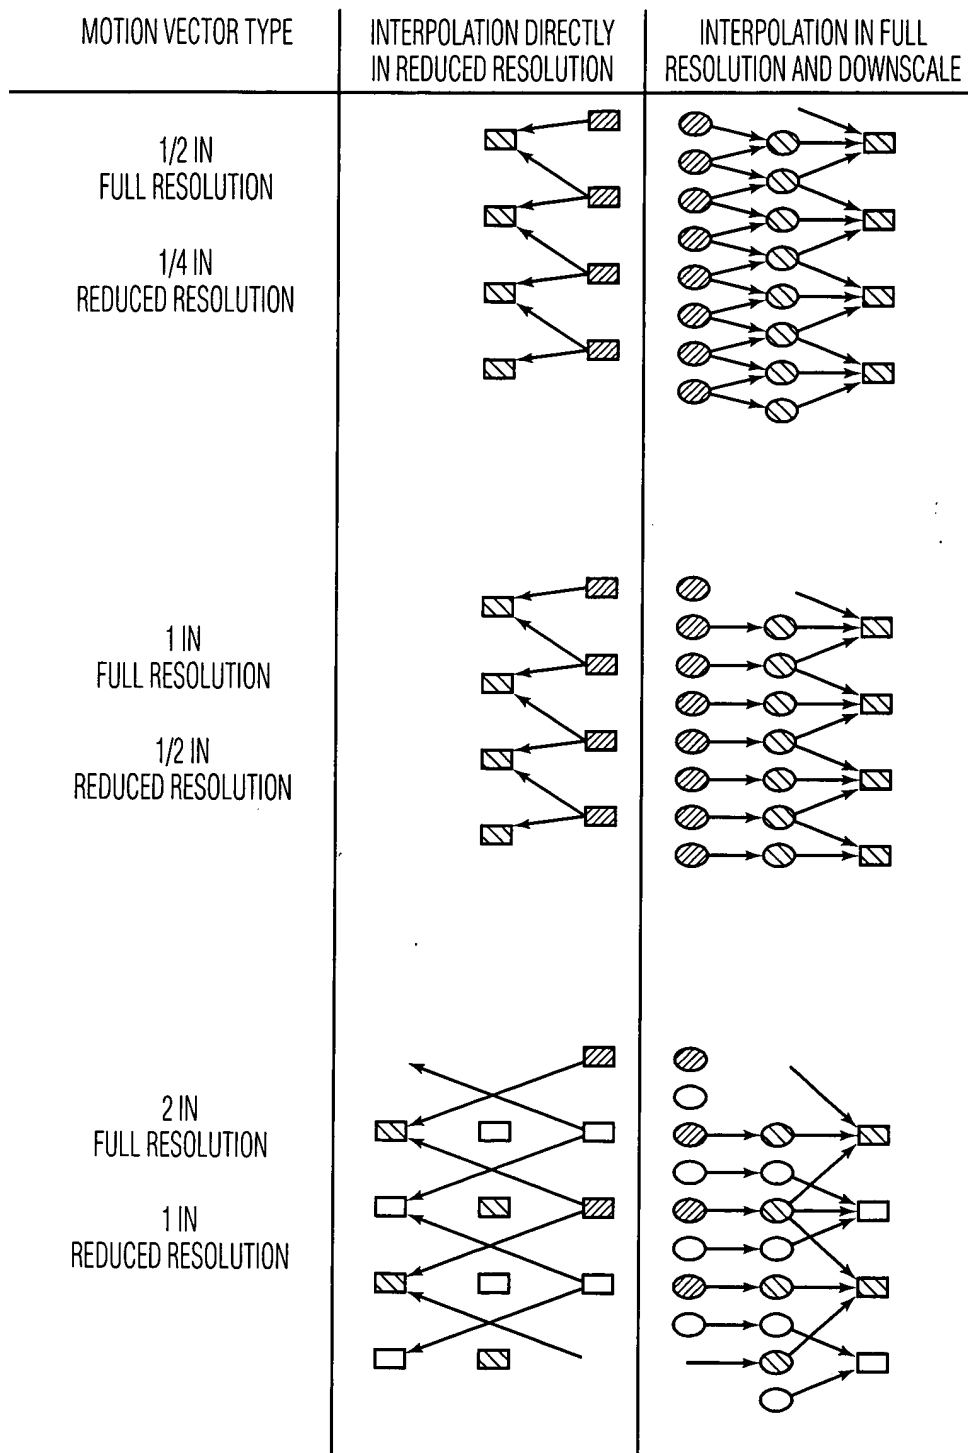 MOTION VECTOR TYPE
INTERPOLATION DIRECTLY
IN REDUCED RESOLUTION
INTERPOLATION IN FULL
RESOLUTION AND DOWNSCALE
1/2 IN
FULL RESOLUTION
1/4 IN
REDUCED RESOLUTION
1 IN
FULL RESOLUTION
1/2 IN
REDUCED RESOLUTION
2 IN
FULL RESOLUTION
1 IN
REDUCED RESOLUTION